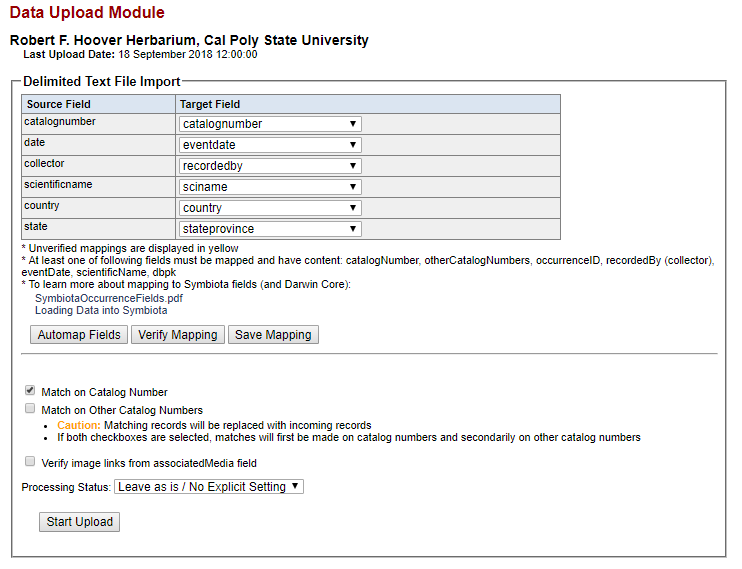 Data Upload Module
Robert F. Hoover Herbarium, Cal Poly State University
Last Upload Date: 18 September 2018 12:00:00
Delimited Text File Import
Source Field Target Field
catalognumber catalognumber
date eventdate
collector recordedby
scientificname sciname
country country
state stateprovince
* Unverified mappings are displayed in yellow
* At least one of following fields must be mapped and have content: catalogNumber, otherCatalogNumbers, occurrenceID, recordedBy (collector),
eventDate, scientificName, dbpk
* To learn more about mapping to Symbiota fields (and Darwin Core):
SymbiotaOccurrenceFields.pdf
Loading Data into Symbiota
Automap Fields Verify Mapping Save Mapping
Match on Catalog Number
Match on Other Catalog Numbers
• Caution: Matching records will be replaced with incoming records
• If both checkboxes are selected, matches will first be made on catalog numbers and secondarily on other catalog numbers
Verify image links from associatedMedia field
Processing Status: Leave as is / No Explicit Setting
Start Upload